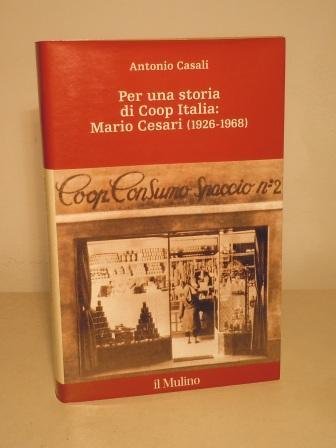 Antonio Casali
Per una storia
di Coop Italia:
Mario Cesari (1926-1968)
Coop. Consumo Spaccio n.º 2
il Mulino